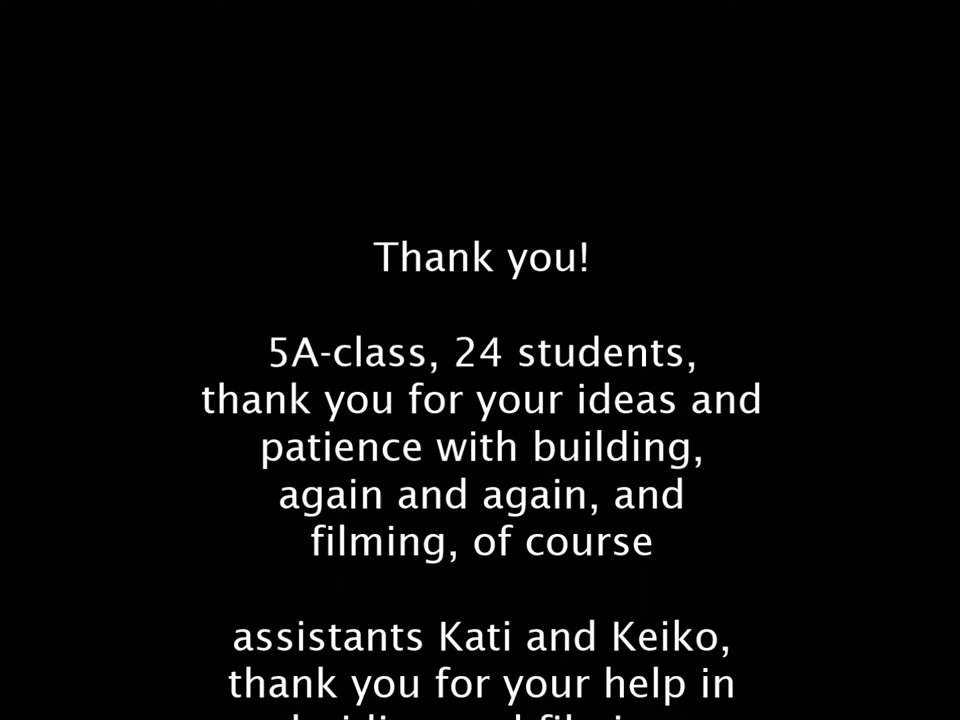 Thank you!
5A-class, 24 students,
thank you for your ideas and
patience with building,
again and again, and
filming, of course
assistants Kati and Keiko,
thank you for your help in